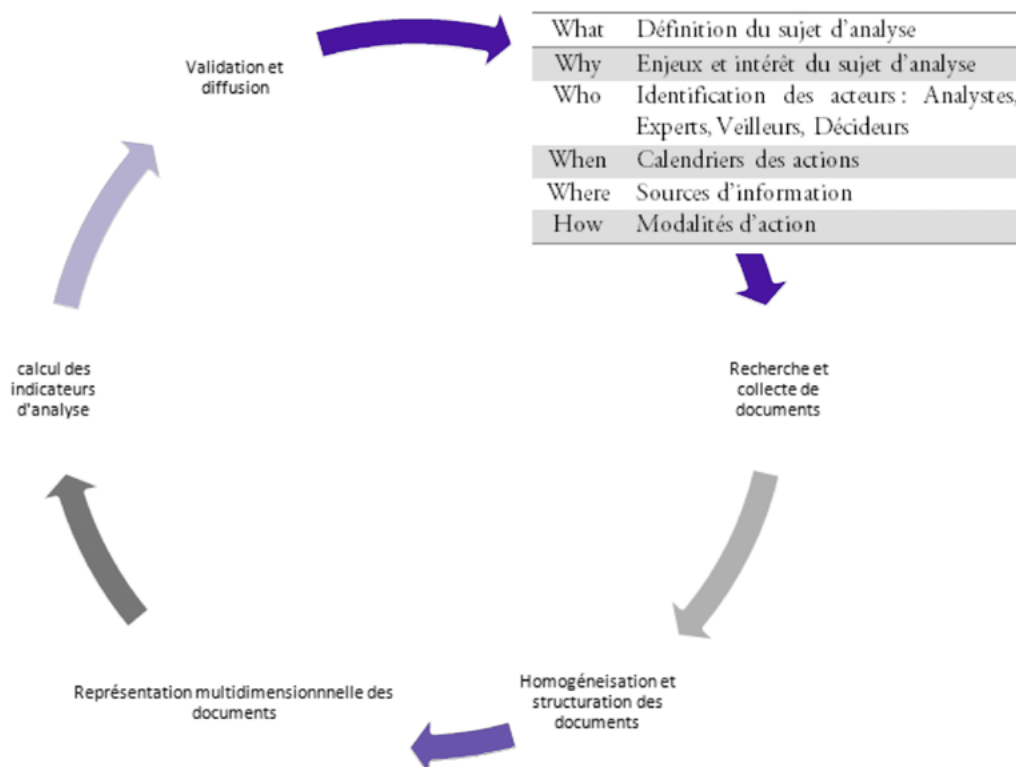 What Définition du sujet d'analyse
Why Enjeux et intérêt du sujet d'analyse
Who Identification des acteurs : Analystes,
Experts, Veilleurs, Décideurs
When Calendriers des actions
Where Sources d'information
How Modalités d'action
Recherche et
collecte de
documents
Homogéneisation et
structuration des
documents
Représentation multidimensionnnelle des
documents
calcul des
indicateurs
d'analyse
Validation et
diffusion